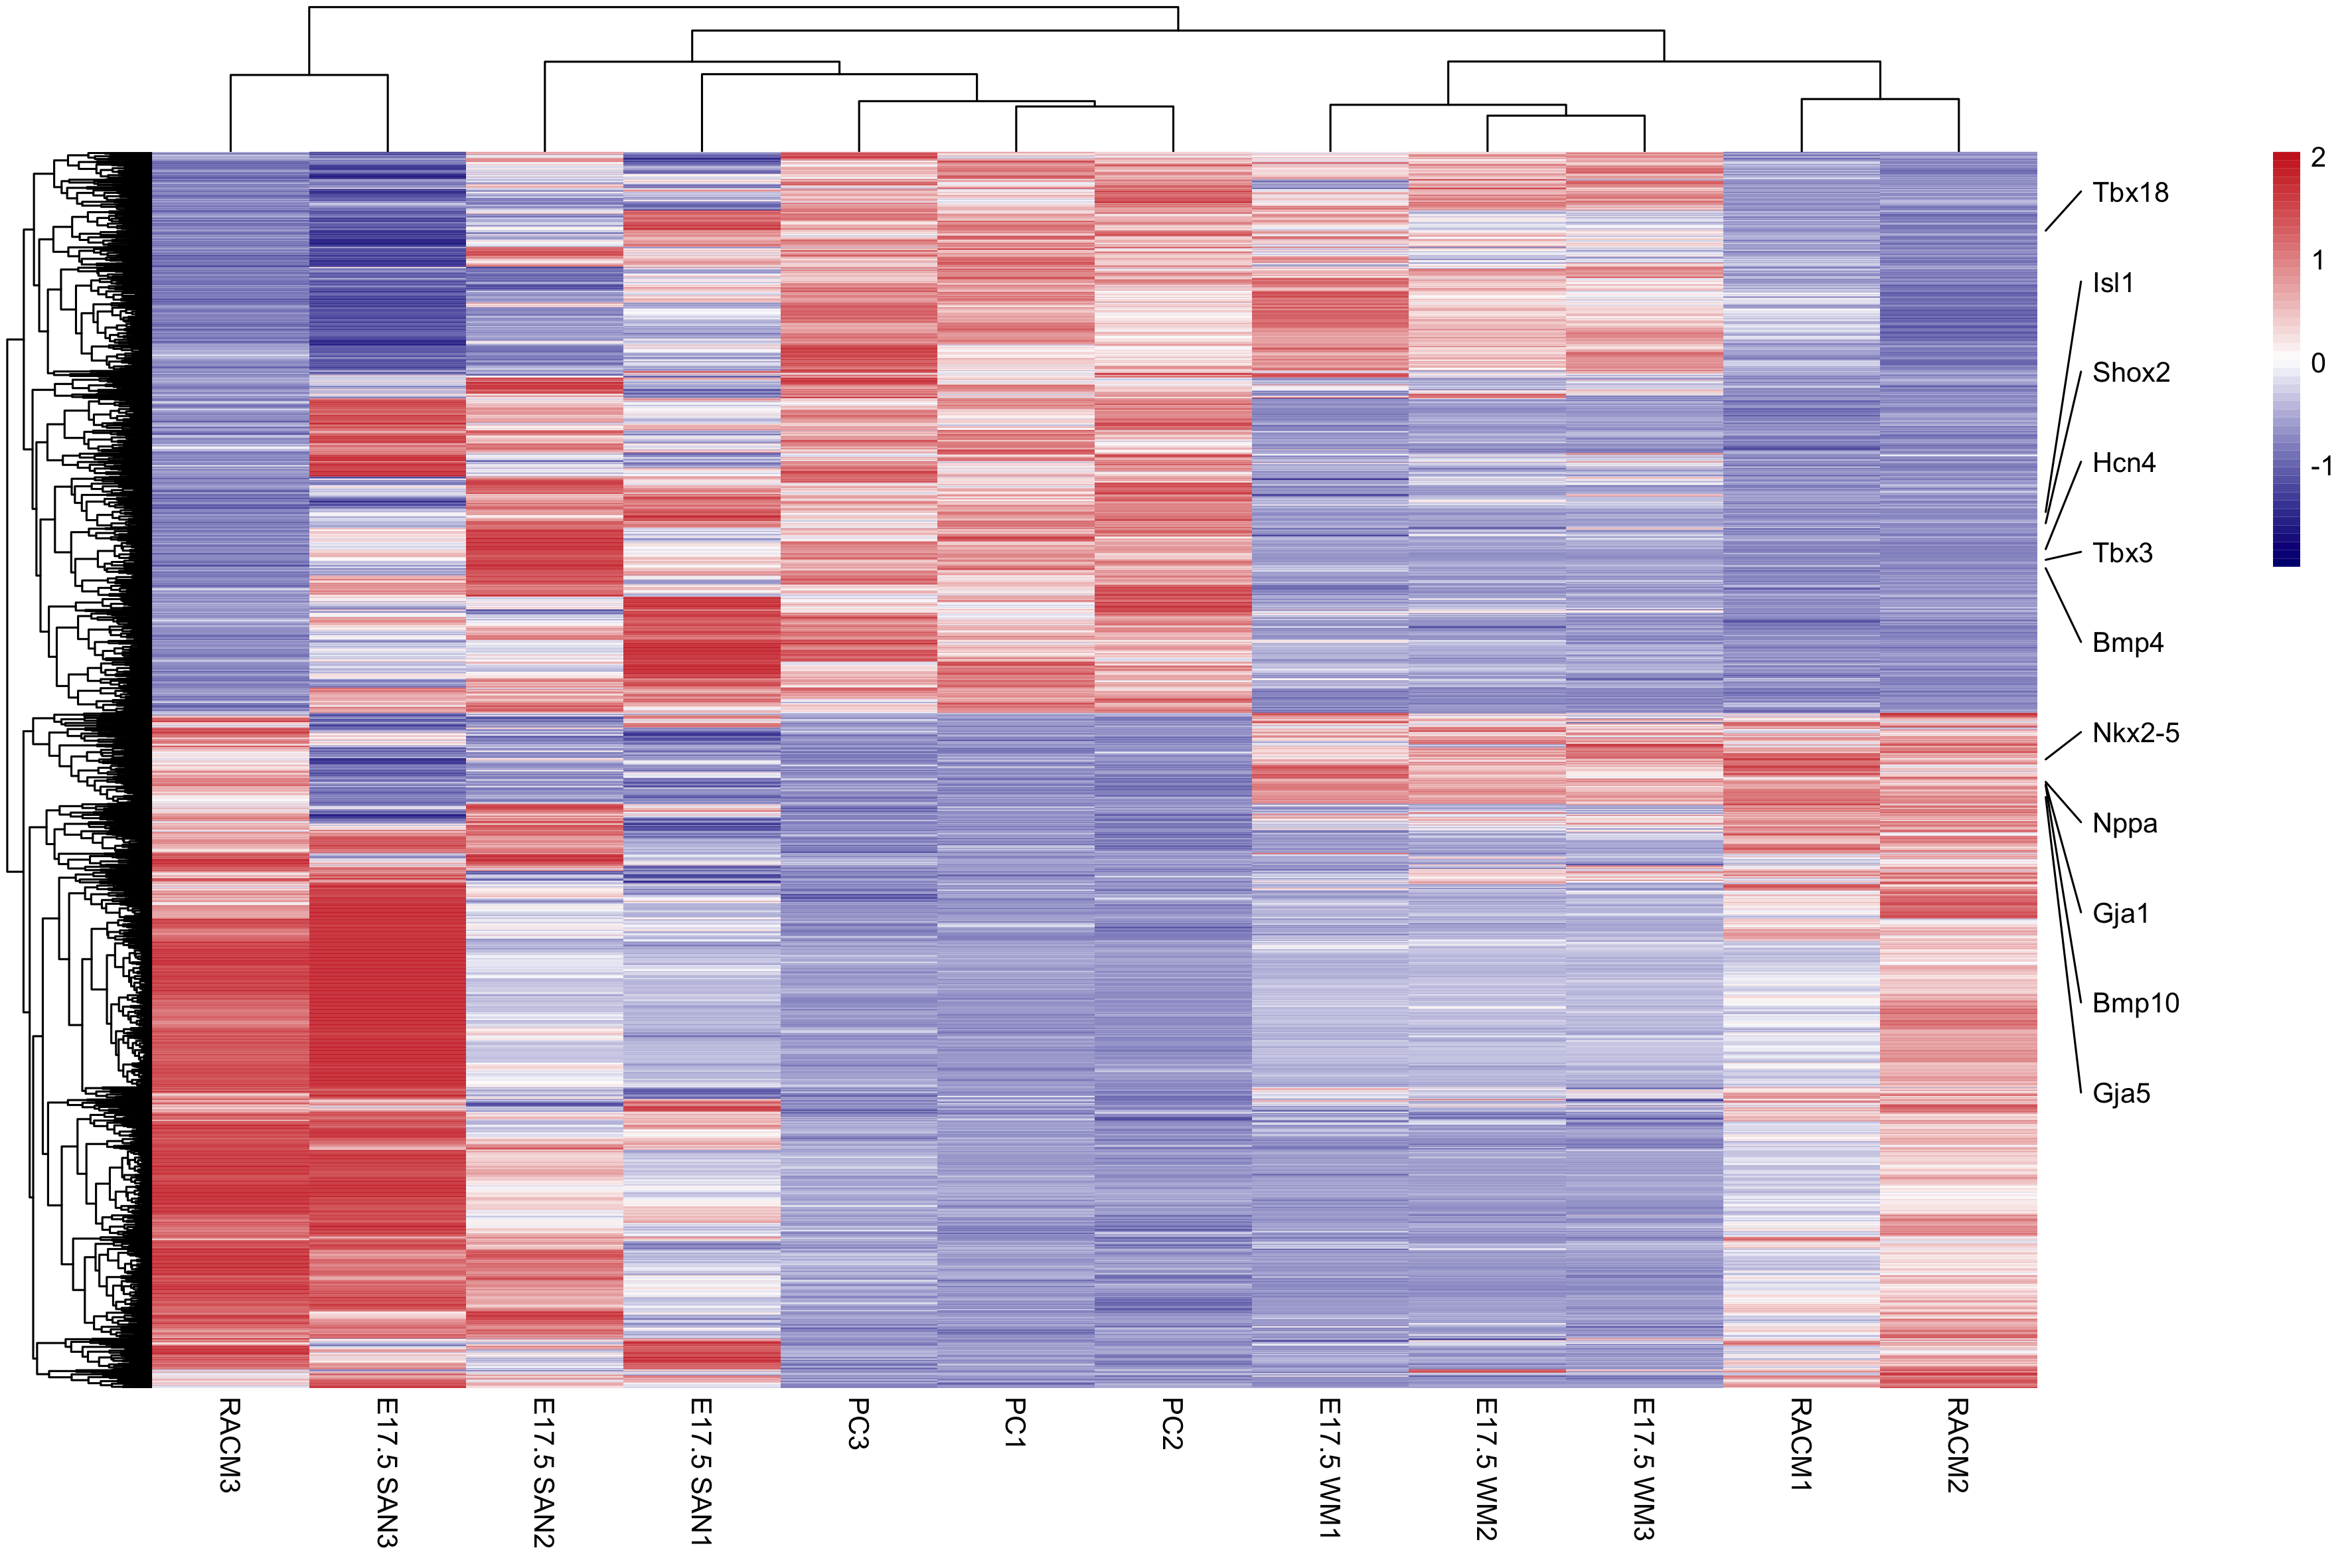 2
1
0
-1
Tbx18
Isl1
Shox2
Hcn4
Tbx3
Bmp4
Nkx2-5
Nppa
Gja1
Bmp10
Gja5
RACM3
E17.5 SAN3
E17.5 SAN2
E17.5 SAN1
PC3
PC1
PC2
E17.5 WM1
E17.5 WM2
E17.5 WM3
RACM1
RACM2